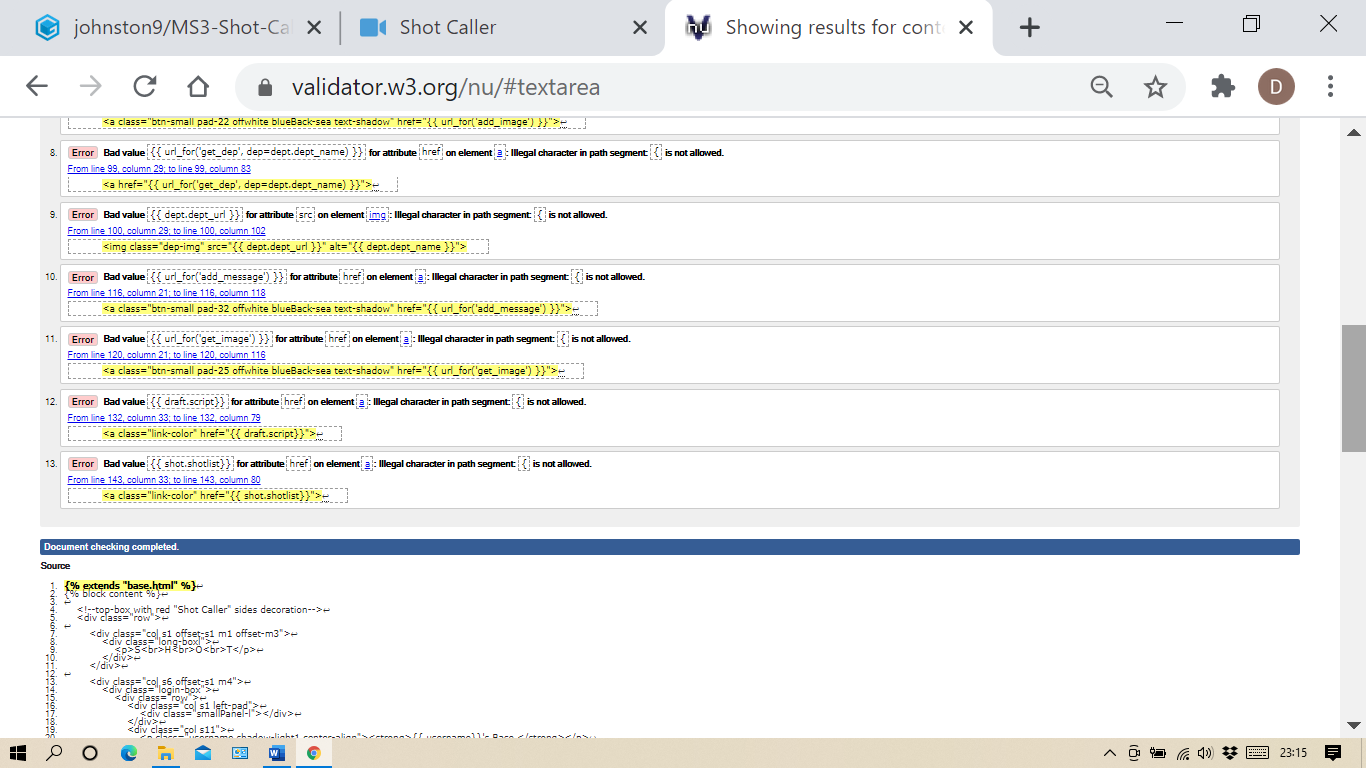 johnston9/MS3-Shot-Cal
Shot Caller
Showing results for conte
validator.w3.org/nu/#textarea
D
<a class="btn-small pad-22 offwhite blueBack-sea text-shadow" href="{{ url_for('add_image') }}">↩
8. Error Bad value {{ url_for('get_dep', dep=dept.dept_name) }} for attribute href on element a: Illegal character in path segment: { is not allowed.
From line 99, column 29; to line 99, column 83
<a href="{{ url_for('get_dep', dep=dept.dept_name) }}">↩
9. Error Bad value {{ dept.dept_url }} for attribute src on element img: Illegal character in path segment: { is not allowed.
From line 100, column 29; to line 100, column 102
<img class="dep-img" src="{{ dept.dept_url }}" alt="{{ dept.dept_name }}">
10. Error Bad value {{ url_for('add_message') }} for attribute href on element a: Illegal character in path segment: { is not allowed.
From line 116, column 21; to line 116, column 118
<a class="btn-small pad-32 offwhite blueBack-sea text-shadow" href="{{ url_for('add_message') }}">↩
11. Error Bad value {{ url_for('get_image') }} for attribute href on element a: Illegal character in path segment: { is not allowed.
From line 120, column 21; to line 120, column 116
<a class="btn-small pad-25 offwhite blueBack-sea text-shadow" href="{{ url_for('get_image') }}">↩
12. Error Bad value {{ draft.script}} for attribute href on element a: Illegal character in path segment: { is not allowed.
From line 132, column 33; to line 132, column 79
<a class="link-color" href="{{ draft.script}}">↩
13. Error Bad value {{ shot.shotlist}} for attribute href on element a: Illegal character in path segment: { is not allowed.
From line 143, column 33; to line 143, column 80
<a class="link-color" href="{{ shot.shotlist}}">↩
Document checking completed.
Source
1. {% extends "base.html" %}↩
2. {% block content %}↩
3. ↩
4. <!--top-box with red "Shot Caller" sides decoration-->↩
5. <div class="row">↩
6. ↩
7. <div class="col s1 offset-s1 m1 offset-m3">↩
8. <div class="long-box">↩
9. <p>S<br>H<br>O<br>T</p>↩
10. </div>↩
11. </div>↩
12. ↩
13. <div class="col s6 offset-s1 m4">↩
14. <div class="login-box">↩
15. <div class="row">↩
16. <div class="col s1 left-pad">↩
17. <div class="smallPanel-l"></div>↩
18. </div>↩
19. <div class="col s11">↩
20. <p class="username shadow-light1 center-align"><strong>{{ username}}'s Base </strong></p>↩
23:15